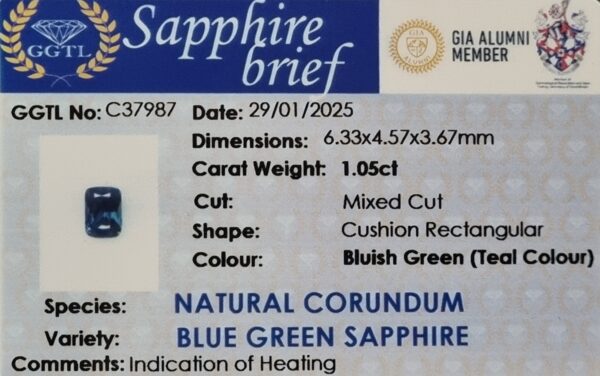 GGTL
Sapphire
brief
GIA
ALUMNI
GIA ALUMNI
MEMBER
GGTL No: C37987 Date: 29/01/2025
Dimensions: 6.33x4.57x3.67mm
Carat Weight: 1.05ct
Cut: Mixed Cut
Shape: Cushion Rectangular
Colour: Bluish Green (Teal Colour)
Species: NATURAL CORUNDUM
Variety: BLUE GREEN SAPPHIRE
Comments: Indication of Heating